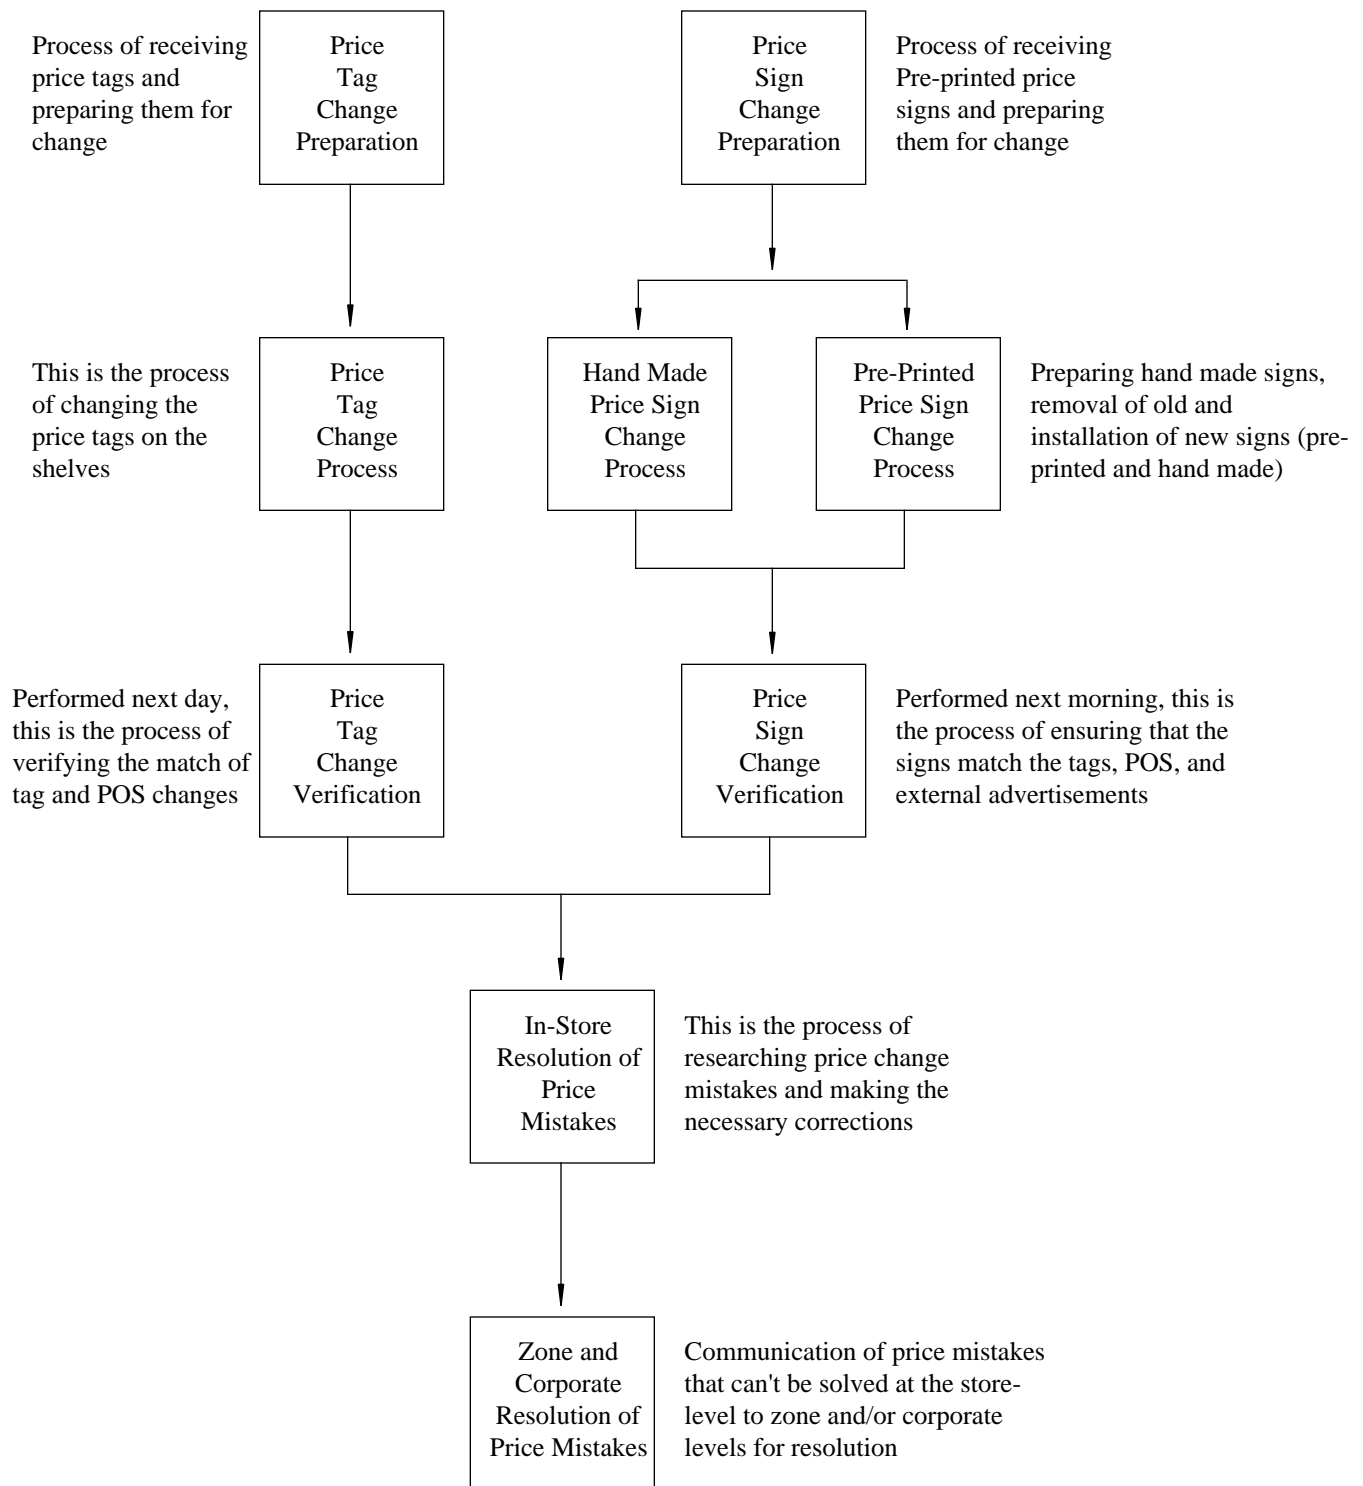 Process of receiving
price tags and
preparing them for
change
Price
Tag
Change
Preparation
Price
Sign
Change
Preparation
Process of receiving
Pre-printed price
signs and preparing
them for change
This is the process
of changing the
price tags on the
shelves
Price
Tag
Change
Process
Hand Made
Price Sign
Change
Process
Pre-Printed
Price Sign
Change
Process
Preparing hand made signs,
removal of old and
installation of new signs (pre-
printed and hand made)
Performed next day,
this is the process of
verifying the match of
tag and POS changes
Price
Tag
Change
Verification
Price
Sign
Change
Verification
Performed next morning, this is
the process of ensuring that the
signs match the tags, POS, and
external advertisements
In-Store
Resolution of
Price
Mistakes
This is the process of
researching price change
mistakes and making the
necessary corrections
Zone and
Corporate
Resolution of
Price Mistakes
Communication of price mistakes
that can't be solved at the store-
level to zone and/or corporate
levels for resolution